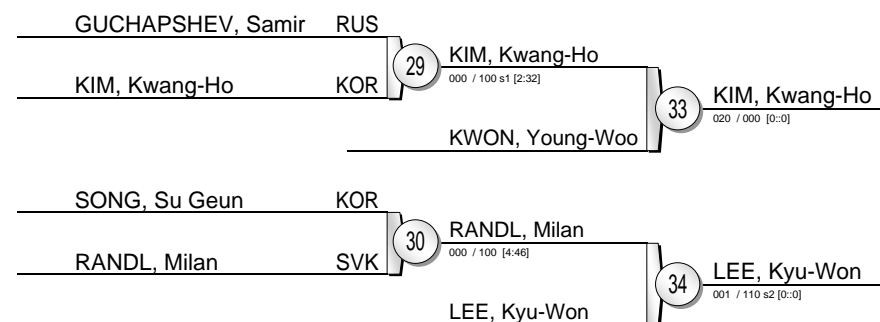 GUCHAPSHEV, Samir RUS
29
KIM, Kwang-Ho
000 / 100 s1 [2:32]
KIM, Kwang-Ho KOR
33
KIM, Kwang-Ho
020 / 000 [0::0]
KWON, Young-Woo
SONG, Su Geun KOR
30
RANDL, Milan
000 / 100 [4:46]
RANDL, Milan SVK
34
LEE, Kyu-Won
001 / 110 s2 [0::0]
LEE, Kyu-Won